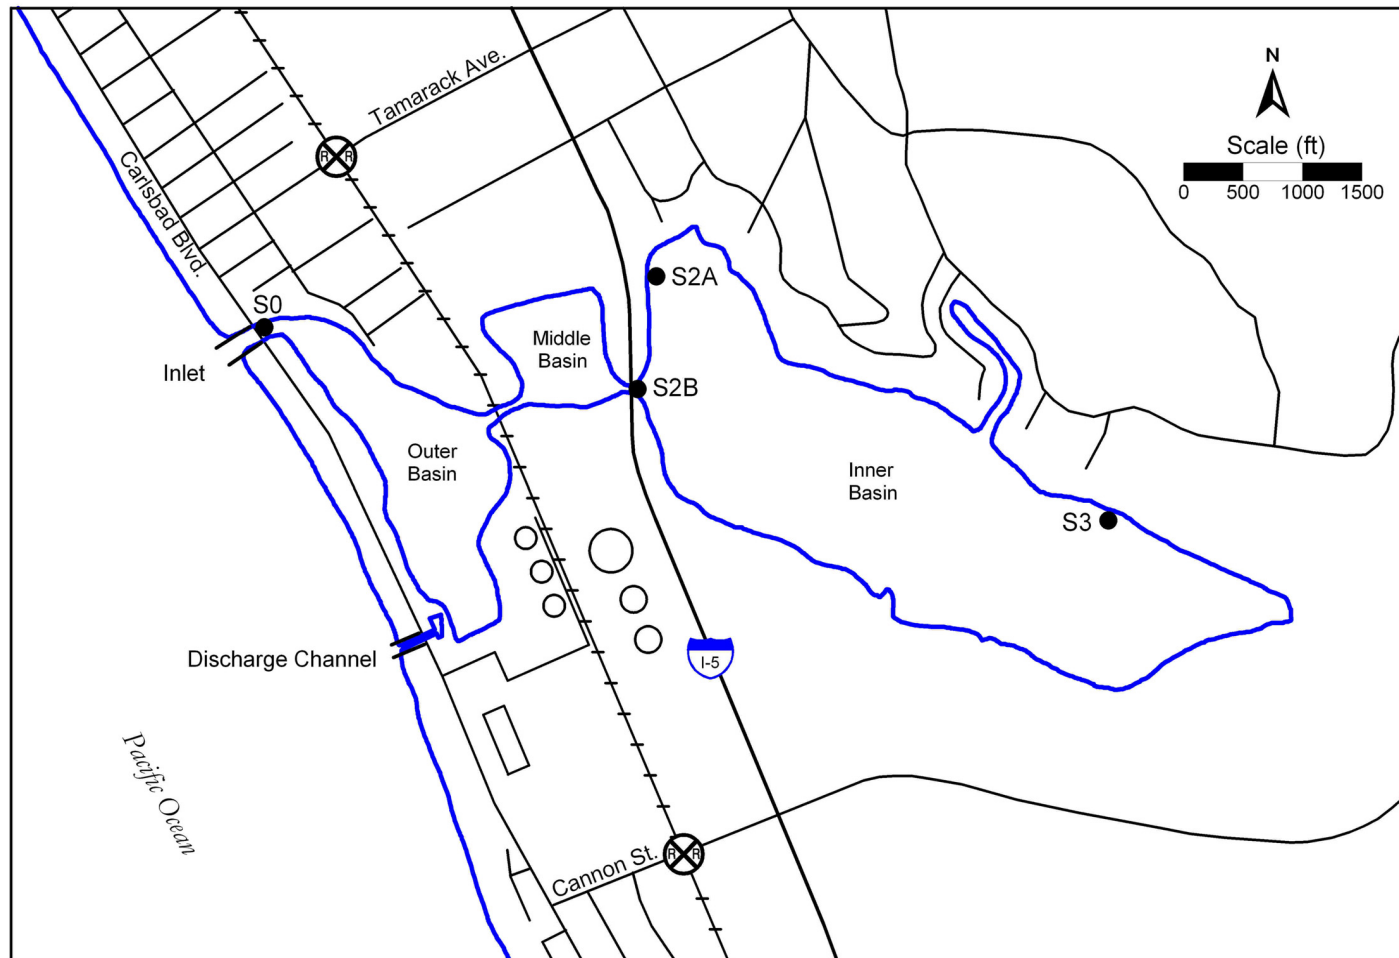 N
Scale (ft)
0 500 1000 1500
Tamarack Ave.
R R
Carlsbad Blvd.
S0
S2A
Inlet
Middle
Basin
S2B
Outer
Basin
Inner
Basin
S3
Discharge Channel
I-5
Pacific Ocean
Cannon St.
R R